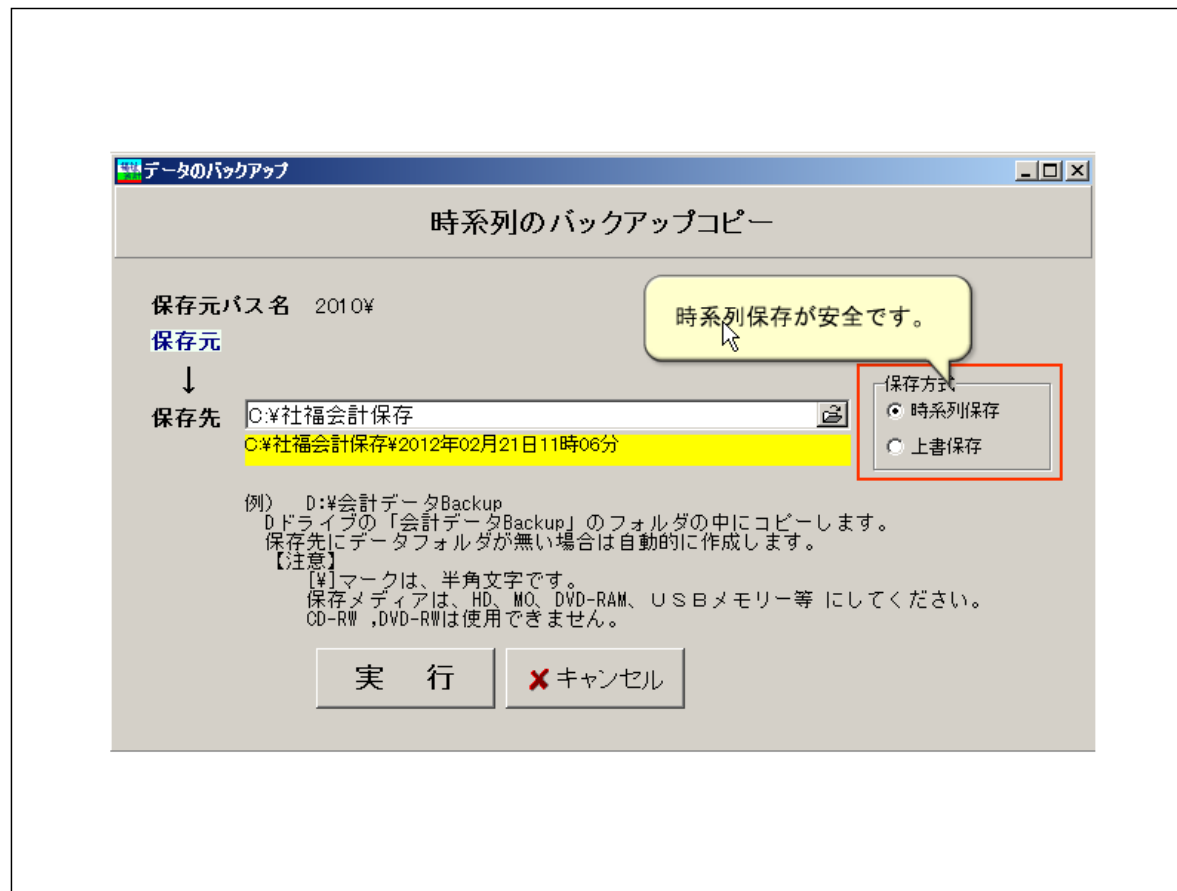 データのバックアップ
時系列のバックアップコピー
保存元パス名 2010¥
時系列保存が安全です。
保存元
↓
保存方式
保存先 C:¥社福会計保存
時系列保存
C:¥社福会計保存¥2012年02月21日11時06分
上書保存
例) D:¥会計データBackup
Dドライブの「会計データBackup」のフォルダの中にコピーします。
保存先にデータフォルダが無い場合は自動的に作成します。
【注意】
[¥]マークは、半角文字です。
保存メディアは、HD、MO、DVD-RAM、USBメモリー等 にしてください。
CD-RW ,DVD-RWは使用できません。
実 行 キャンセル